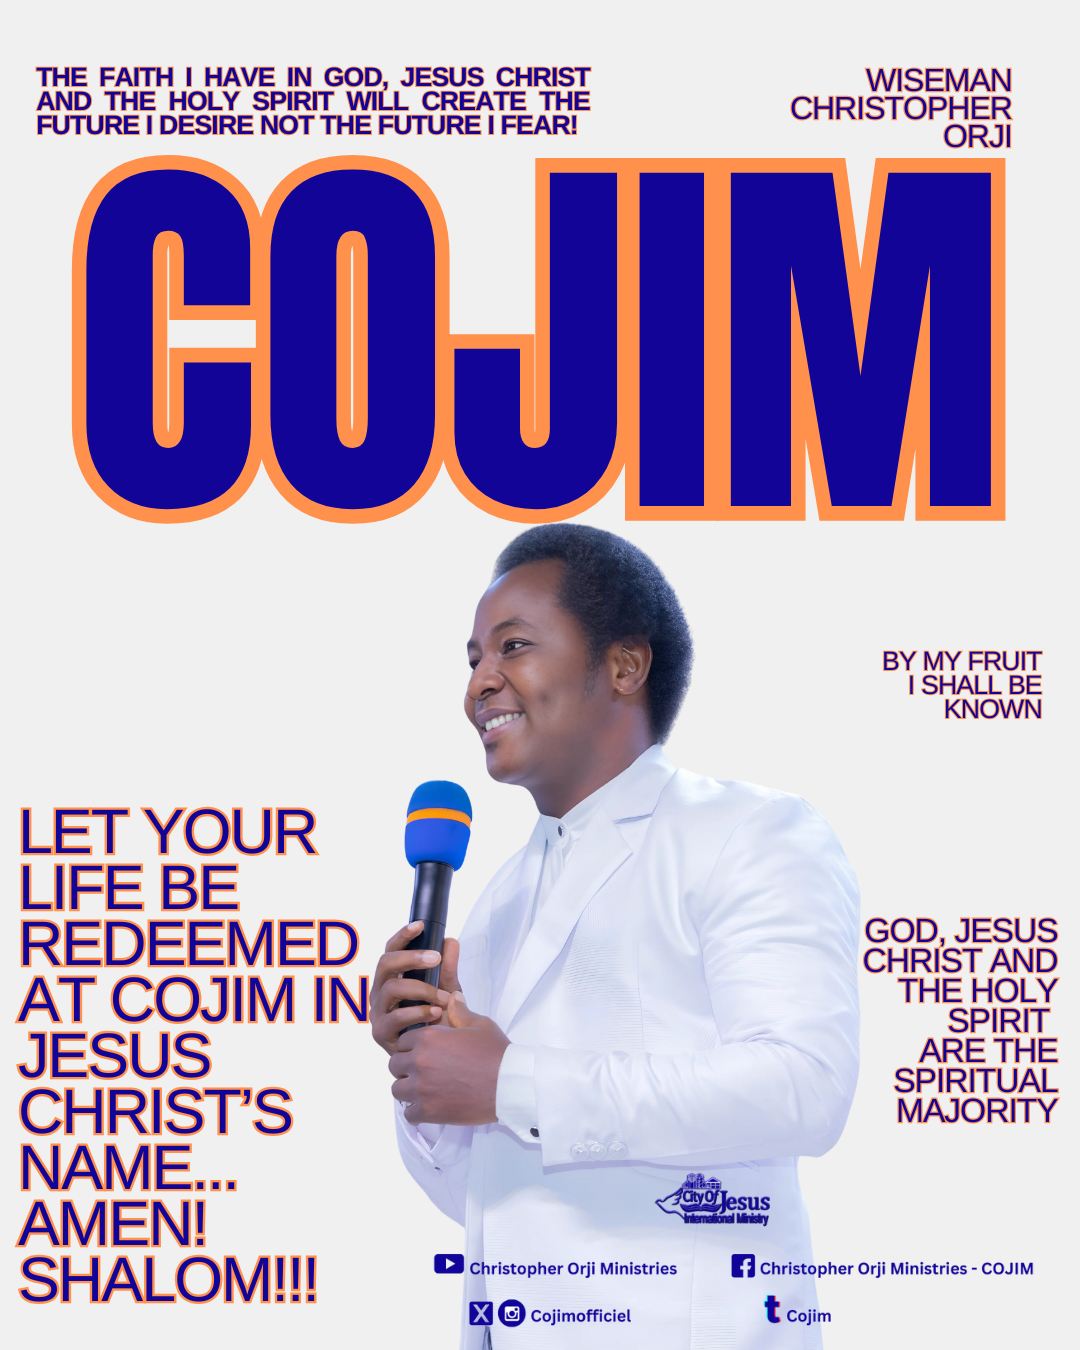 THE FAITH I HAVE IN GOD, JESUS CHRIST
AND THE HOLY SPIRIT WILL CREATE THE
FUTURE I DESIRE NOT THE FUTURE I FEAR!
WISEMAN
CHRISTOPHER
ORJI
COJIM
BY MY FRUIT
I SHALL BE
KNOWN
LET YOUR
LIFE BE
REDEEMED
AT COJIM IN
JESUS
CHRIST’S
NAME...
AMEN!
SHALOM!!!
GOD, JESUS
CHRIST AND
THE HOLY
SPIRIT
ARE THE
SPIRITUAL
MAJORITY
City Of Jesus
International Ministry
Christopher Orji Ministries
Christopher Orji Ministries - COJIM
X Cojimofficiel
t Cojim